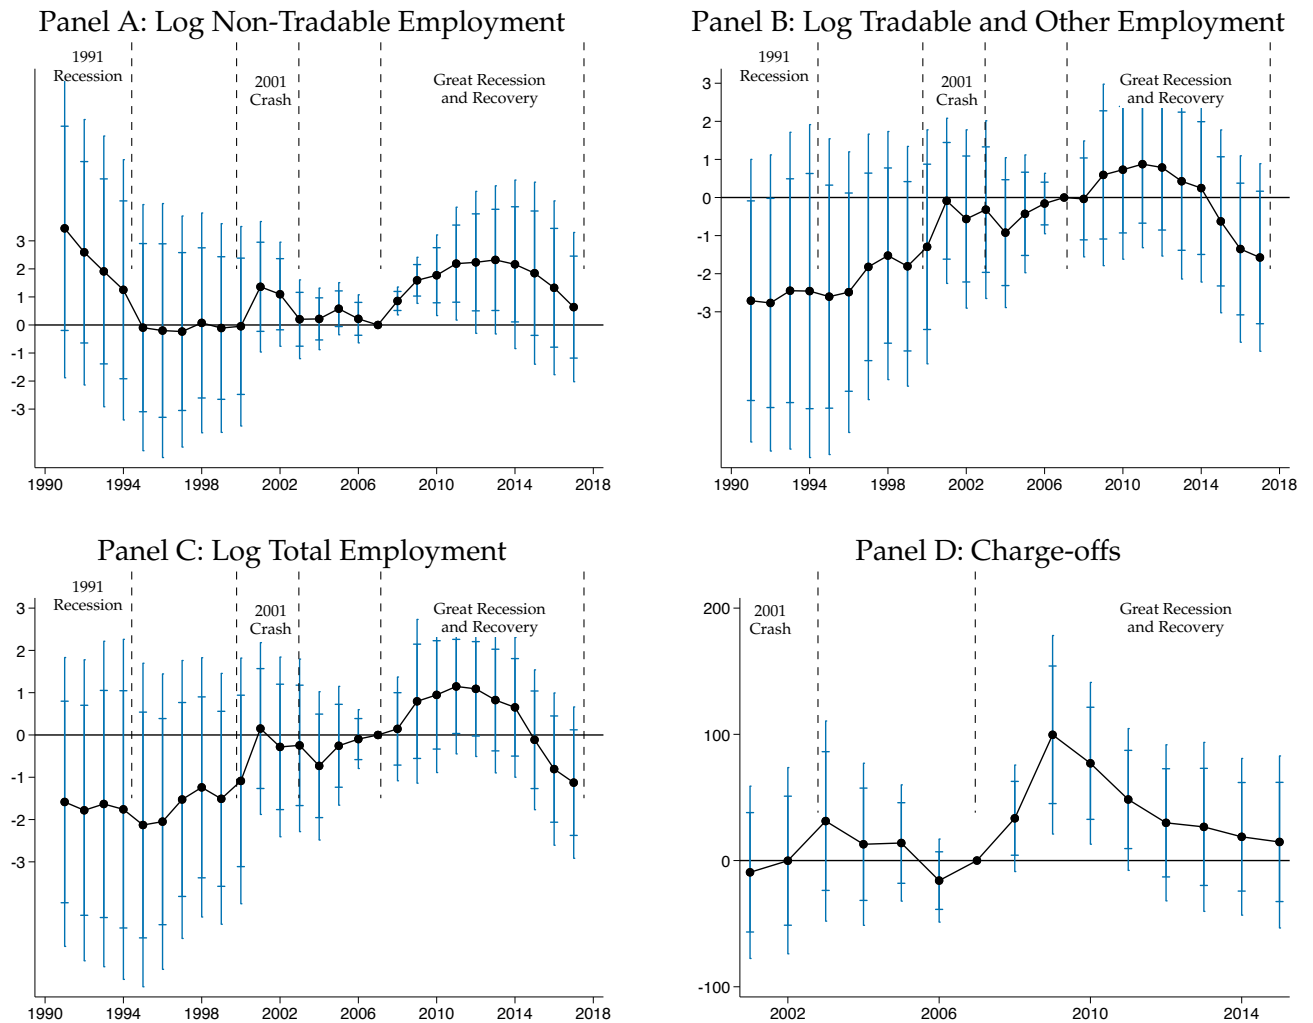 Panel A: Log Non-Tradable Employment
1991
Recession
2001
Crash
Great Recession
and Recovery
3
2
1
0
-1
-2
-3
1990 1994 1998 2002 2006 2010 2014 2018
Panel B: Log Tradable and Other Employment
1991
Recession
2001
Crash
Great Recession
and Recovery
3
2
1
0
-1
-2
-3
1990 1994 1998 2002 2006 2010 2014 2018
Panel C: Log Total Employment
1991
Recession
2001
Crash
Great Recession
and Recovery
3
2
1
0
-1
-2
-3
1990 1994 1998 2002 2006 2010 2014 2018
Panel D: Charge-offs
2001
Crash
Great Recession
and Recovery
200
100
0
-100
2002 2006 2010 2014